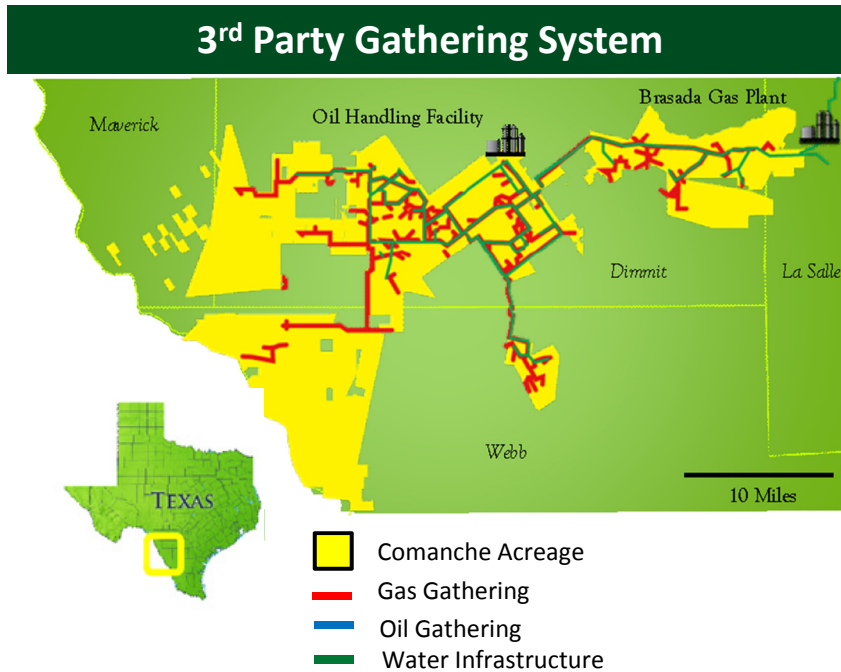 3rd Party Gathering System
Brasada Gas Plant
Oil Handling Facility
Maverick
Dimmit
La Salle
Webb
10 Miles
TEXAS
Comanche Acreage
Gas Gathering
Oil Gathering
Water Infrastructure